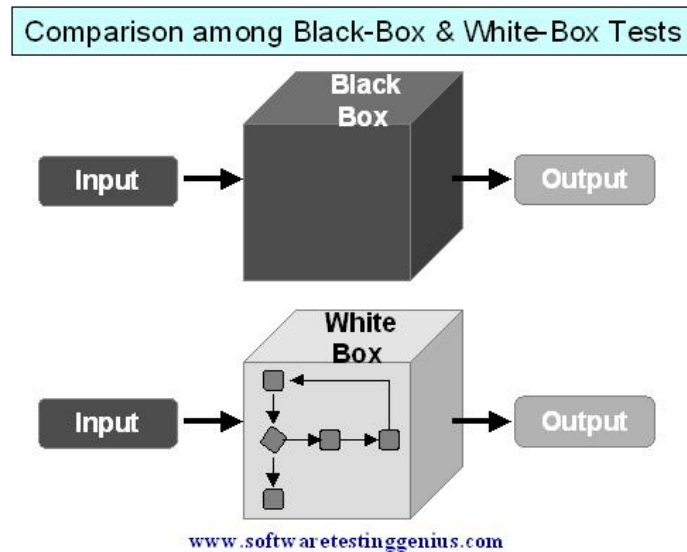 Comparison among Black-Box & White-Box Tests
Black
Box
Input
Output
White
Box
Input
Output
www.softwaretestinggenius.com